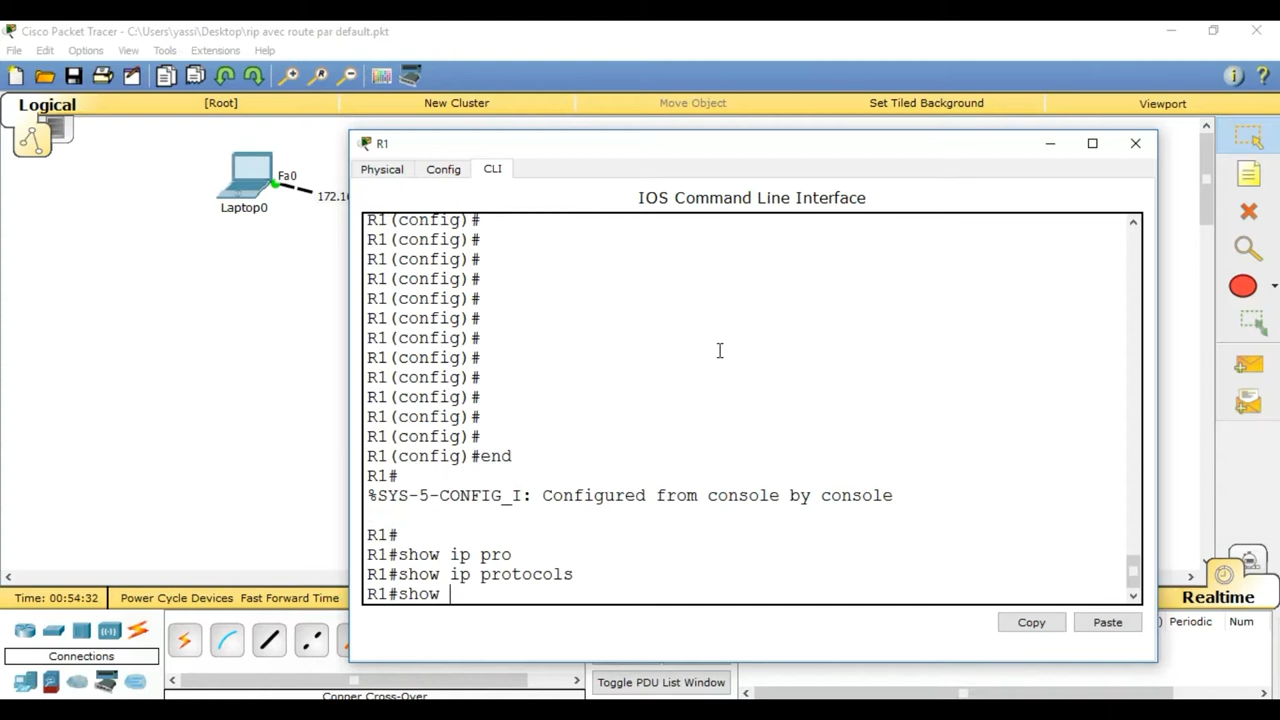 Cisco Packet Tracer - C:\Users\yassi\Desktop\rip avec route par default.pkt
File Edit Options View Tools Extensions Help
Logical [Root] New Cluster Move Object Set Tiled Background Viewport
R1
Physical Config CLI
IOS Command Line Interface
Fa0
172.16
Laptop0
R1(config)#
R1(config)#
R1(config)#
R1(config)#
R1(config)#
R1(config)#
R1(config)#
R1(config)#
R1(config)#
R1(config)#
R1(config)#
R1(config)#
R1(config)#end
R1#
%SYS-5-CONFIG_I: Configured from console by console
R1#
R1#show ip pro
R1#show ip protocols
R1#show
Copy Paste
Time: 00:54:32 Power Cycle Devices Fast Forward Time
Realtime
) Periodic Num
Connections
Toggle PDU List Window
Copper Cross-Over